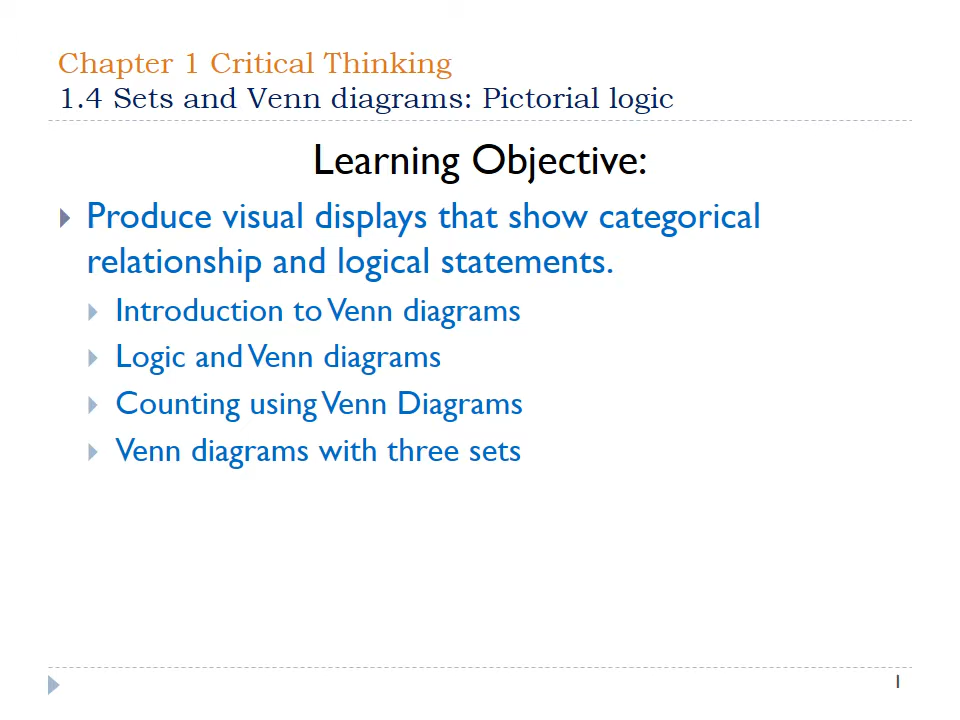 Chapter 1 Critical Thinking
1.4 Sets and Venn diagrams: Pictorial logic
Learning Objective:
Produce visual displays that show categorical
relationship and logical statements.
Introduction to Venn diagrams
Logic and Venn diagrams
Counting using Venn Diagrams
Venn diagrams with three sets
1